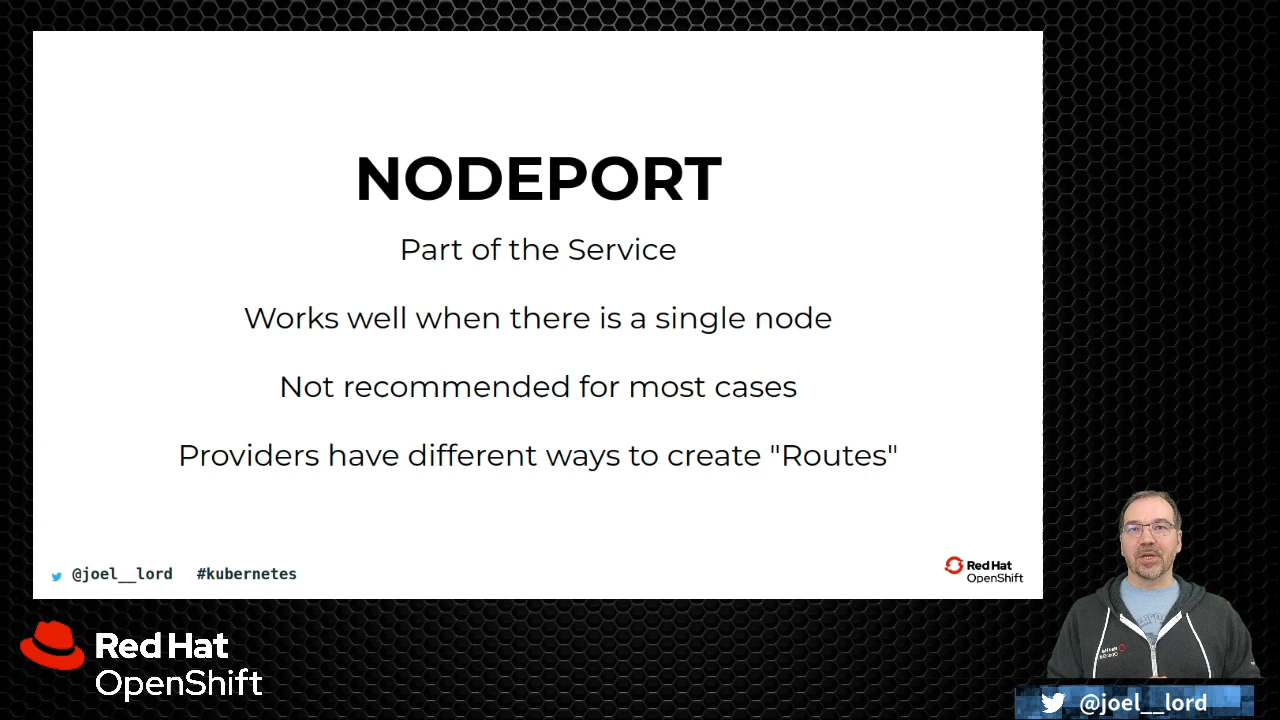 NODEPORT
Part of the Service
Works well when there is a single node
Not recommended for most cases
Providers have different ways to create "Routes"
@joel__lord #kubernetes
Red Hat
OpenShift
Red Hat
OpenShift
@joel__lord